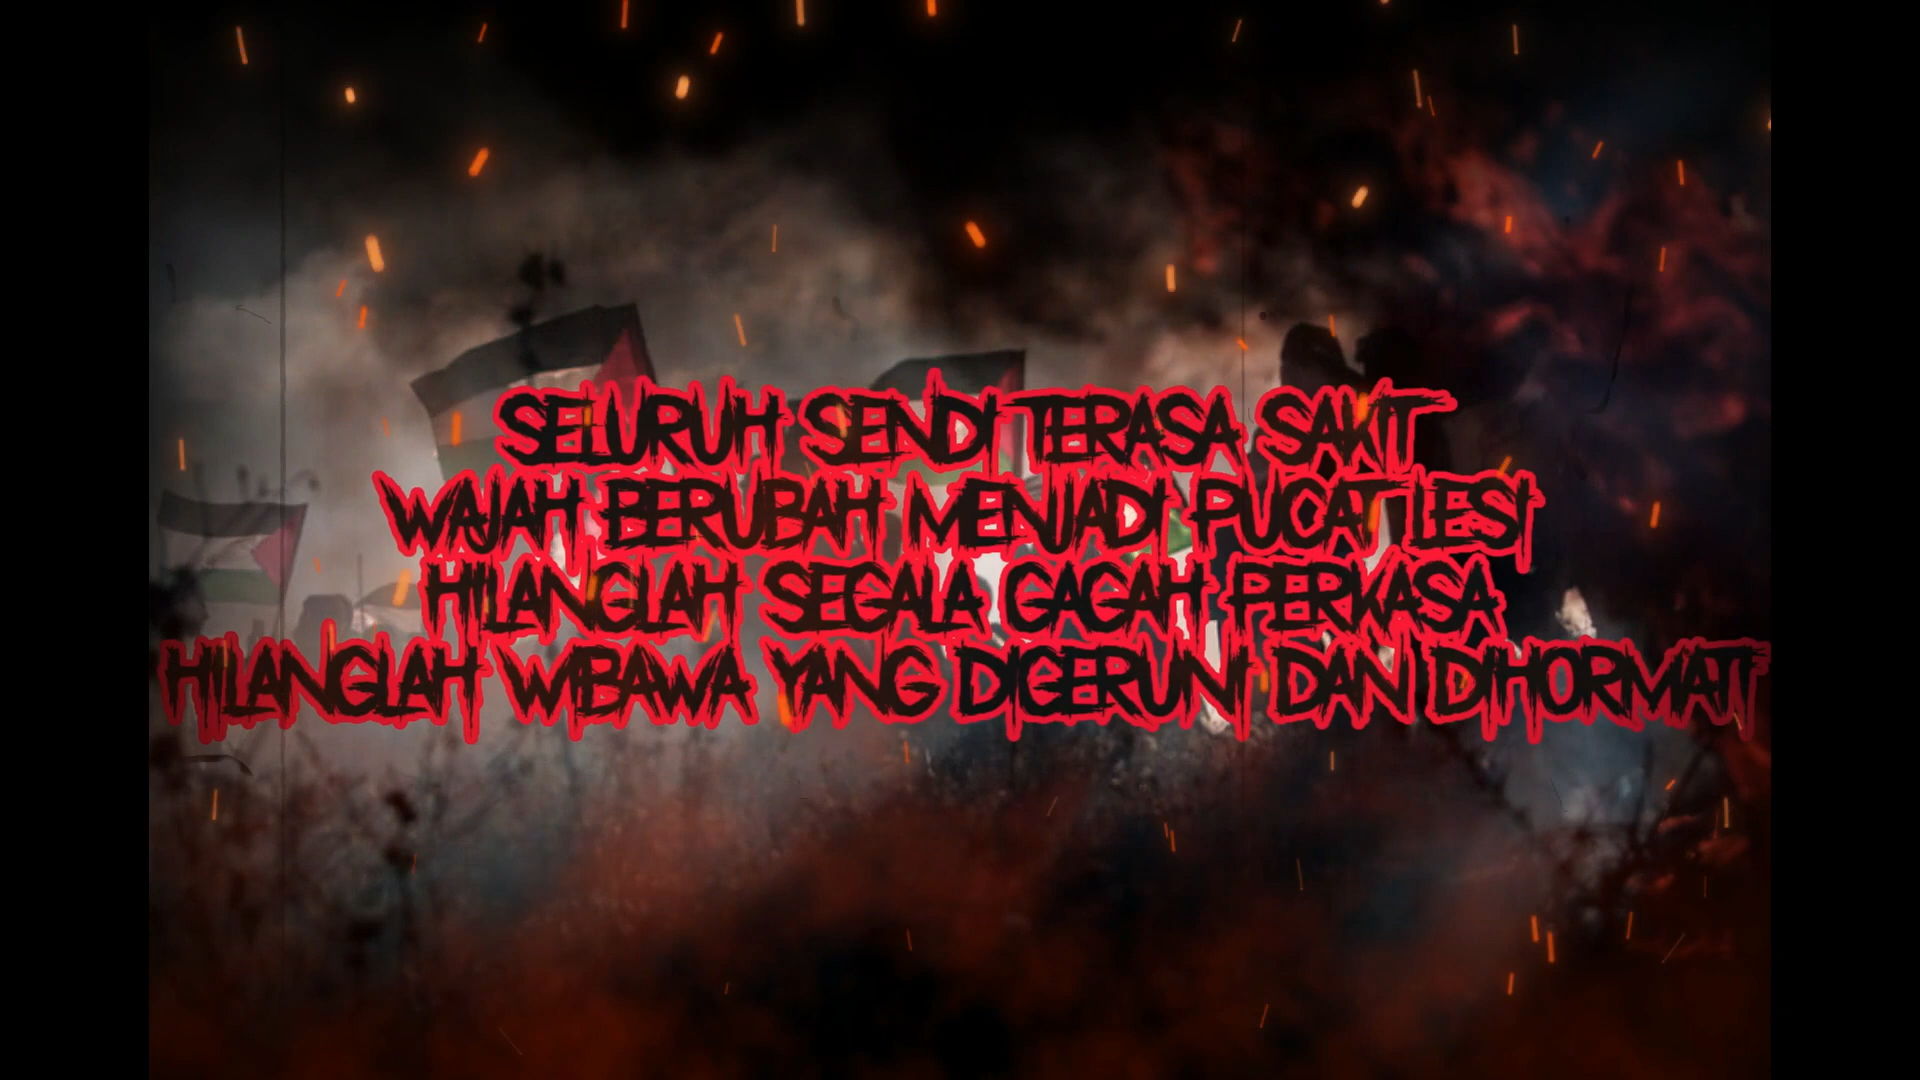 SELURUH SENDI TERASA SAKIT
WAJAH BERUBAH MENJADI PUCAT LESI
HILANGLAH SEGALA GAGAH PERKASA
HILANGLAH WIBAWA YANG DIGERUNI DAN DIHORMATI